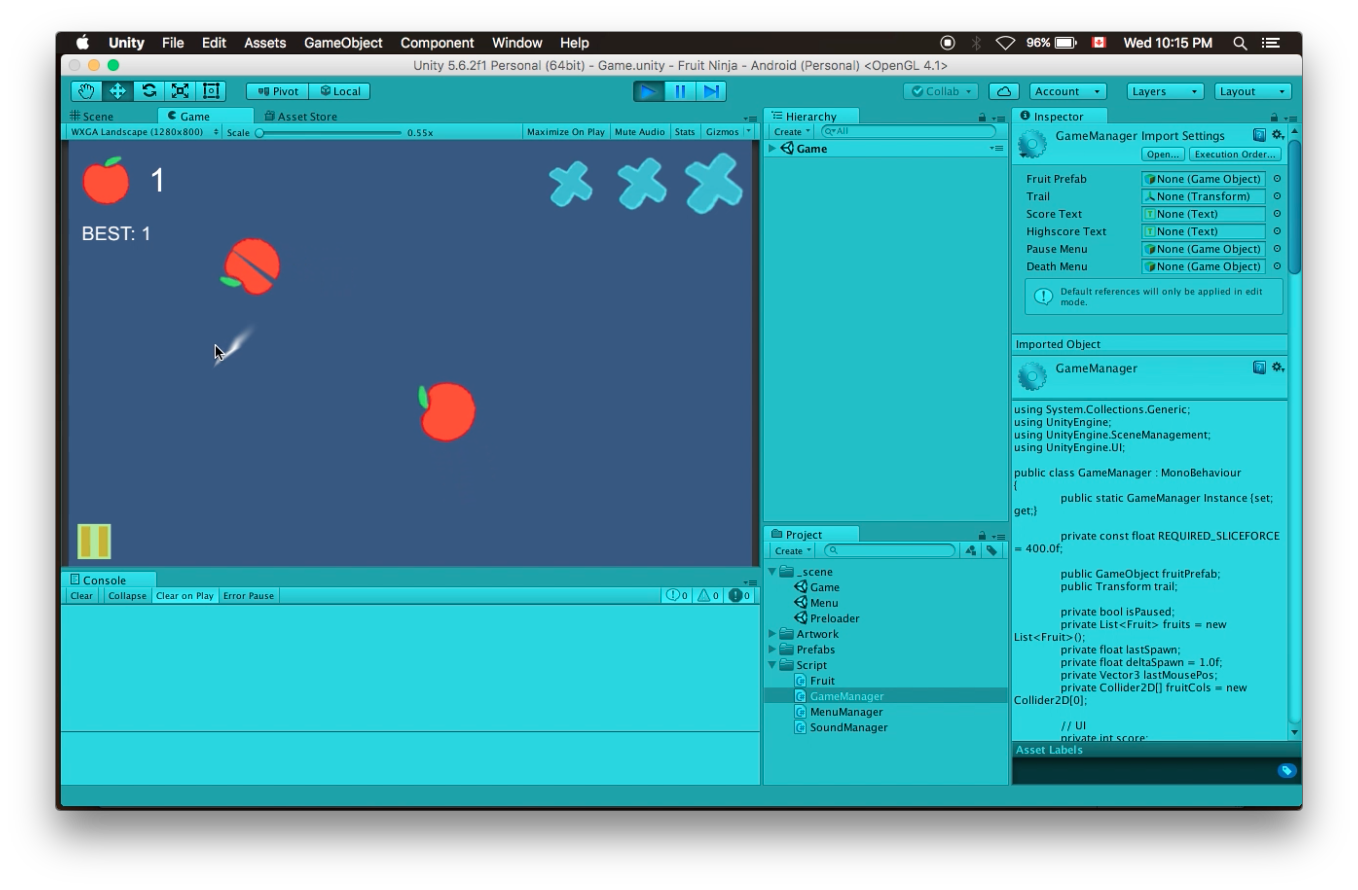 Unity File Edit Assets GameObject Component Window Help 96% Wed 10:15 PM
Unity 5.6.2f1 Personal (64bit) - Game.unity - Fruit Ninja - Android (Personal) <OpenGL 4.1>
Pivot Local Collab Account Layers Layout
Scene Game Asset Store
WXGA Landscape (1280x800) Scale 0.55x Maximize On Play Mute Audio Stats Gizmos
1
BEST: 1
Console
Clear Collapse Clear on Play Error Pause 0 0 0
Hierarchy
Create All
Game
Project
Create
_scene
Game
Menu
Preloader
Artwork
Prefabs
Script
Fruit
GameManager
MenuManager
SoundManager
Inspector
GameManager Import Settings
Open... Execution Order...
Fruit Prefab None (Game Object)
Trail None (Transform)
Score Text None (Text)
Highscore Text None (Text)
Pause Menu None (Game Object)
Death Menu None (Game Object)
Default references will only be applied in edit
mode.
Imported Object
GameManager
using System.Collections.Generic;
using UnityEngine;
using UnityEngine.SceneManagement;
using UnityEngine.UI;
public class GameManager : MonoBehaviour
{
public static GameManager Instance {set;
get;}
private const float REQUIRED_SLICEFORCE
= 400.0f;
public GameObject fruitPrefab;
public Transform trail;
private bool isPaused;
private List<Fruit> fruits = new
List<Fruit>();
private float lastSpawn;
private float deltaSpawn = 1.0f;
private Vector3 lastMousePos;
private Collider2D[] fruitCols = new
Collider2D[0];
// UI
private int score;
Asset Labels